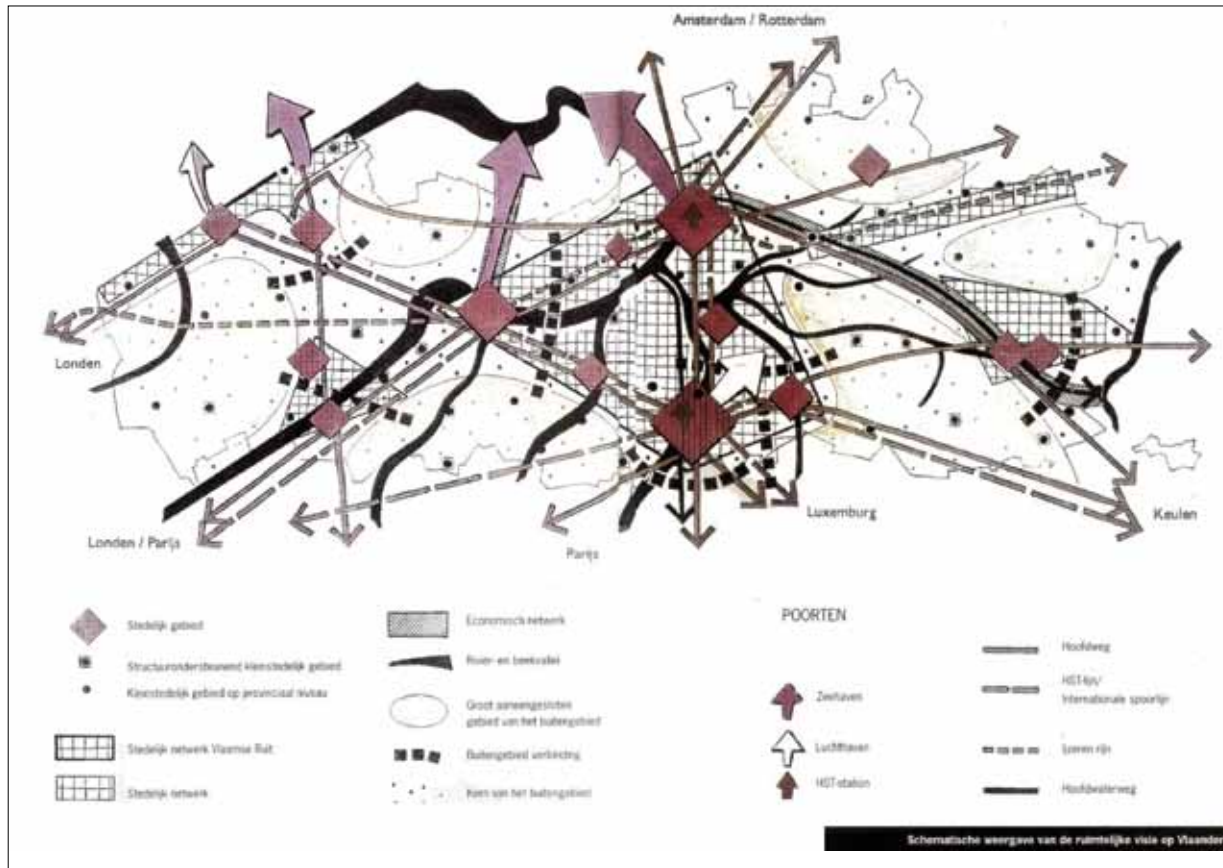 Amsterdam / Rotterdam
Londen
Londen / Parijs
Parijs
Luxemburg
Keulen
Stedelijk gebied
Structuurondersteunend kleinstedelijk gebied
Kleinstedelijk gebied op provinciaal niveau
Stedelijk netwerk Vlaamse Ruit
Stedelijk netwerk
Economisch netwerk
Rivier- en beekvallei
Groot aaneengesloten
gebied van het buitengebied
Buitengebied verbinding
Kern van het buitengebied
POORTEN
Zeehaven
Luchthaven
HST-station
Hoofdweg
HST-lijn/
Internationale spoorlijn
IJzeren rijn
Hoofdwaterweg
Schematische weergave van de ruimtelijke visie op Vlaander